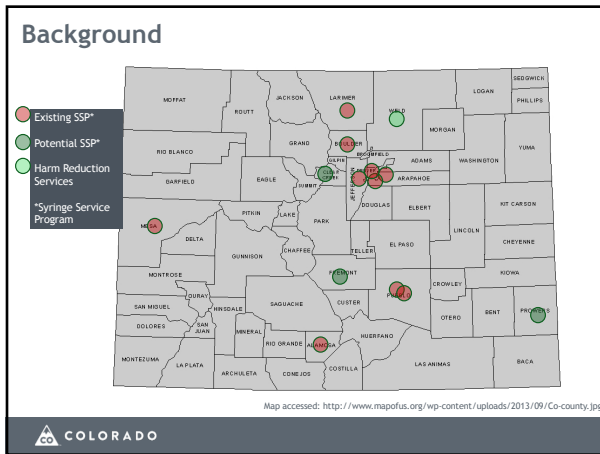 Background
Existing SSP*
Potential SSP*
Harm Reduction
Services
*Syringe Service
Program
MOFFAT
ROUTT
JACKSON
LARIMER
WELD
LOGAN
SEDGWICK
PHILLIPS
MORGAN
YUMA
RIO BLANCO
GRAND
BOULDER
BROOMFIELD
GILPIN
ADAMS
WASHINGTON
GARFIELD
EAGLE
SUMMIT
CLEAR
CREEK
JEFFERSON
ARAPAHOE
DOUGLAS
ELBERT
KIT CARSON
PITKIN
LAKE
PARK
LINCOLN
MESA
DELTA
GUNNISON
CHAFFEE
TELLER
EL PASO
CHEYENNE
MONTROSE
FREMONT
KIOWA
CROWLEY
OURAY
SAN MIGUEL
HINSDALE
SAGUACHE
CUSTER
PUEBLO
OTERO
BENT
PROWERS
DOLORES
SAN
JUAN
MINERAL
RIO GRANDE
ALAMOSA
HUERFANO
MONTEZUMA
LA PLATA
ARCHULETA
CONEJOS
COSTILLA
LAS ANIMAS
BACA
Map accessed: http://www.mapofus.org/wp-content/uploads/2013/09/Co-county.jpg
CO COLORADO